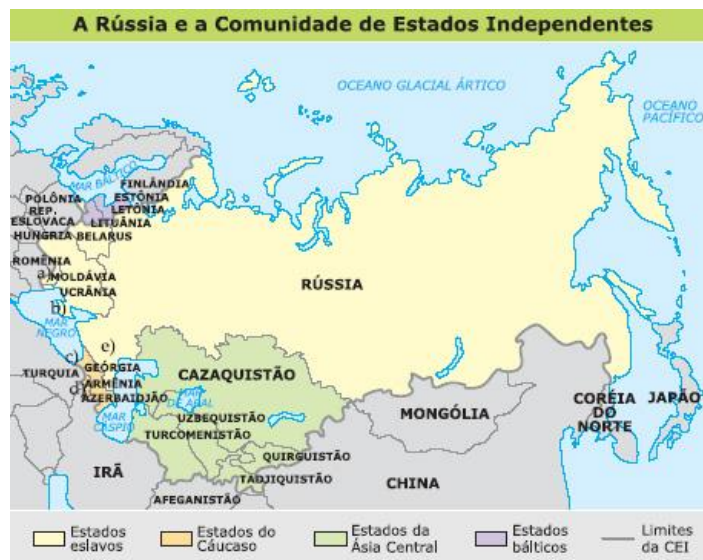 A Rússia e a Comunidade de Estados Independentes
OCEANO GLACIAL ÁRTICO
OCEANO
PACÍFICO
MAR BÁLTICO
FINLÂNDIA
ESTÔNIA
LETÔNIA
LITUÂNIA
POLÔNIA
REP.
ESLOVACA
HUNGRIA
BELARUS
ROMÊNIA
a)
MOLDÁVIA
UCRÂNIA
b)
MAR
NEGRO
c)
e)
GEÓRGIA
TURQUIA
d)
ARMÊNIA
AZERBAIDJÃO
MAR
CASPIO
RÚSSIA
CAZAQUISTÃO
MAR
DE ARAL
UZBEQUISTÃO
TURCOMENISTÃO
QUIRGUISTÃO
TADJIQUISTÃO
AFEGANISTÃO
IRÃ
MONGÓLIA
CHINA
CORÉIA
DO
NORTE
JAPÃO
Estados
eslavos
Estados do
Cáucaso
Estados da
Ásia Central
Estados
bálticos
Limites
da CEI